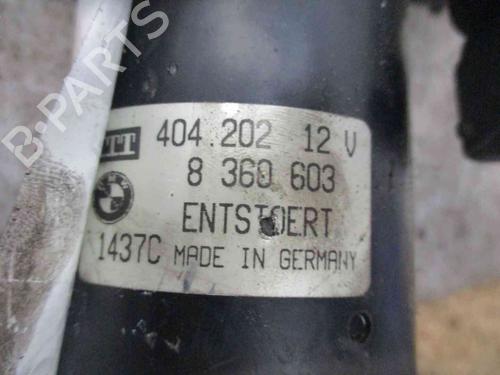 B-PARTS
ITT 404.202 12 V
8 360 603
ENTSTOERT
1437C MADE IN GERMANY